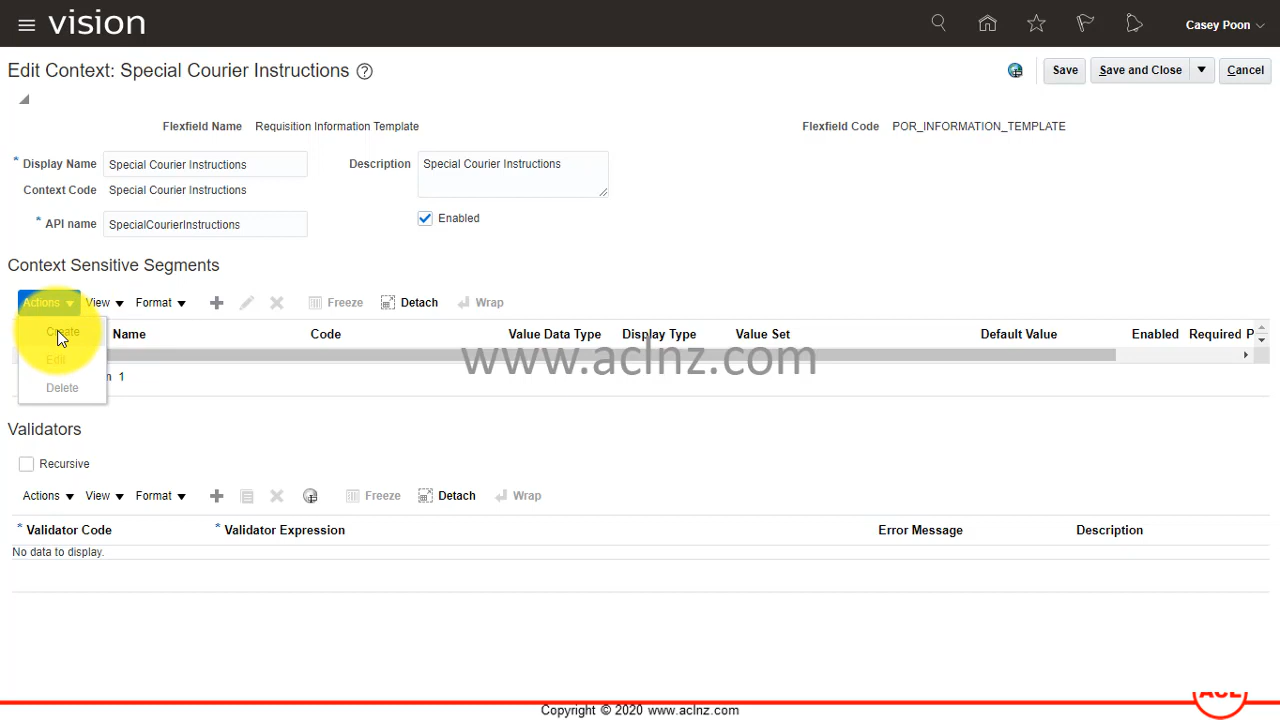 vision
Casey Poon
Edit Context: Special Courier Instructions
Save
Save and Close
Cancel
Flexfield Name Requisition Information Template
Flexfield Code POR_INFORMATION_TEMPLATE
* Display Name Special Courier Instructions
Description Special Courier Instructions
Context Code Special Courier Instructions
* API name SpecialCourierInstructions
Enabled
Context Sensitive Segments
Actions View Format Freeze Detach Wrap
Create
Edit
Delete
Name Code Value Data Type Display Type Value Set Default Value Enabled Required P
www.aclnz.com
n 1
Validators
Recursive
Actions View Format Freeze Detach Wrap
* Validator Code * Validator Expression Error Message Description
No data to display.
ACL
Copyright © 2020 www.aclnz.com